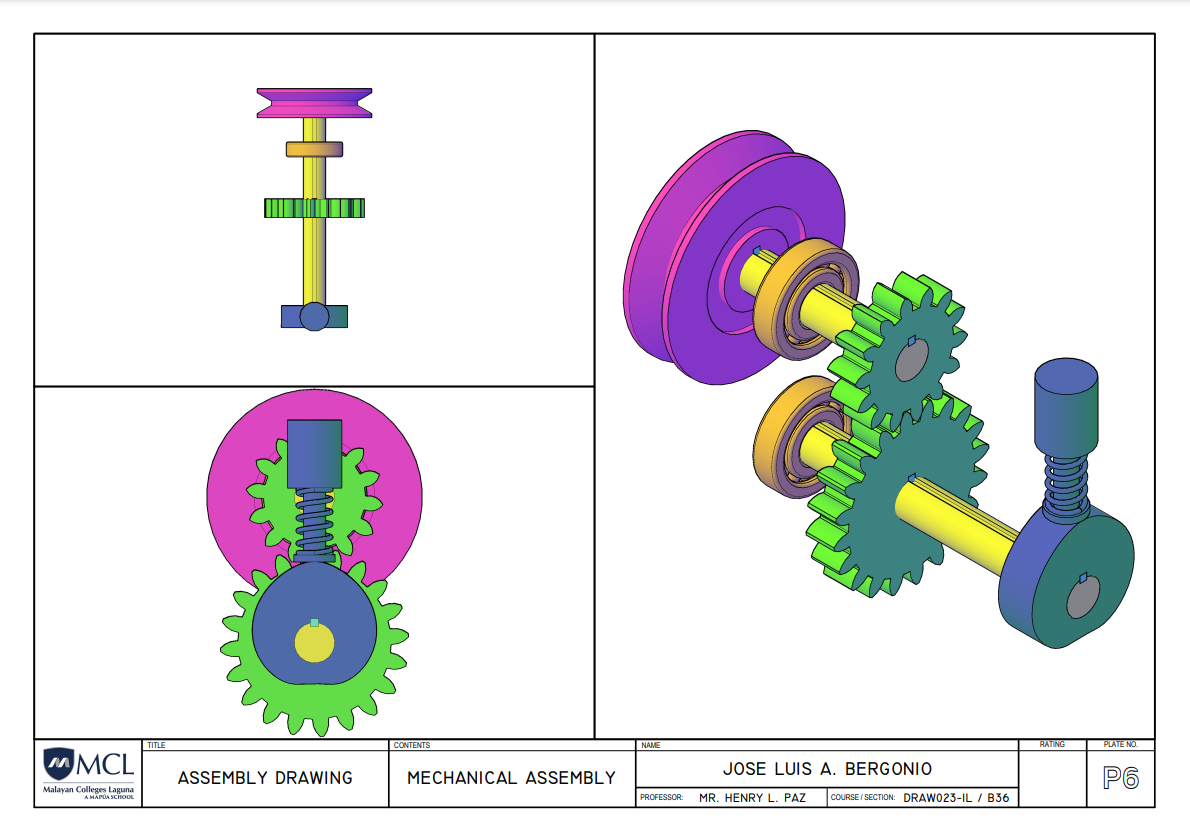 MCL
Malayan Colleges Laguna
A MAPÚA SCHOOL
TITLE
ASSEMBLY DRAWING
CONTENTS
MECHANICAL ASSEMBLY
NAME
JOSE LUIS A. BERGONIO
PROFESSOR: MR. HENRY L. PAZ
COURSE / SECTION: DRAW023-IL / B36
RATING
PLATE NO.
P6